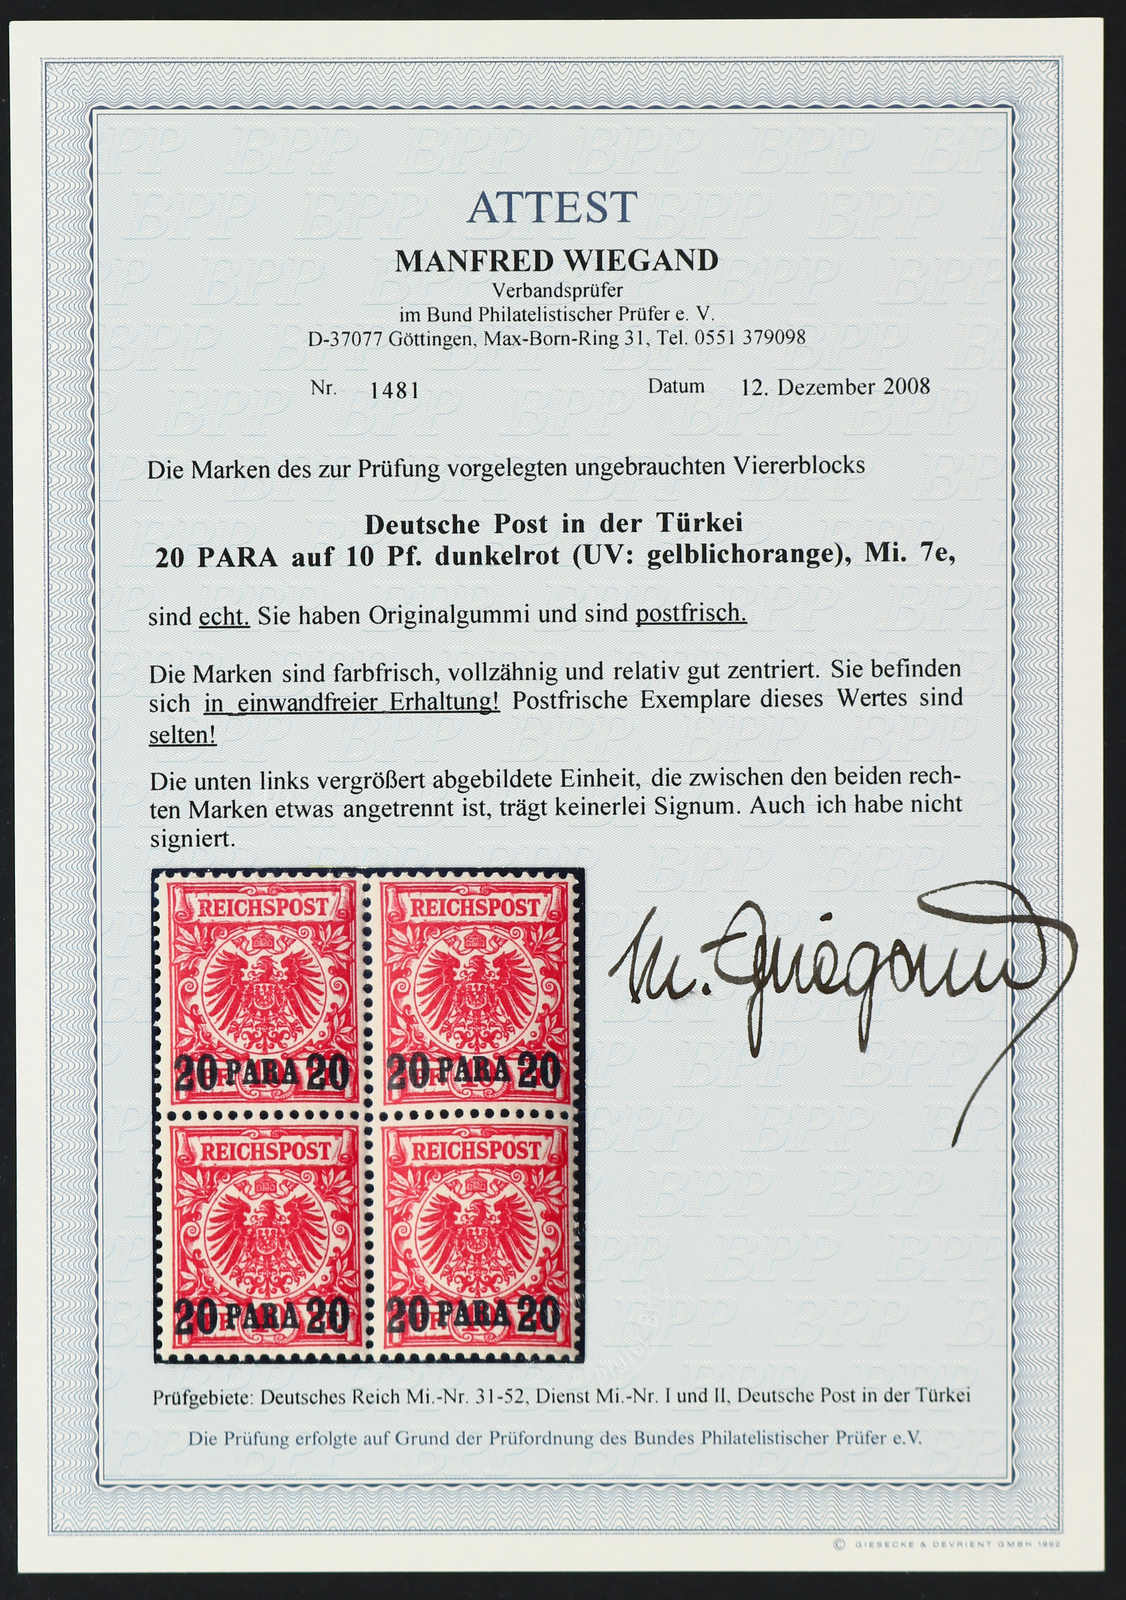 ATTEST
MANFRED WIEGAND
Verbandsprüfer
im Bund Philatelistischer Prüfer e. V.
D-37077 Göttingen, Max-Born-Ring 31, Tel. 0551 379098
Nr. 1481 Datum 12. Dezember 2008
Die Marken des zur Prüfung vorgelegten ungebrauchten Viererblocks
Deutsche Post in der Türkei
20 PARA auf 10 Pf. dunkelrot (UV: gelblichorange), Mi. 7e,
sind echt. Sie haben Originalgummi und sind postfrisch.
Die Marken sind farbfrisch, vollzähnig und relativ gut zentriert. Sie befinden
sich in einwandfreier Erhaltung! Postfrische Exemplare dieses Wertes sind
selten!
Die unten links vergrößert abgebildete Einheit, die zwischen den beiden rech-
ten Marken etwas angetrennt ist, trägt keinerlei Signum. Auch ich habe nicht
signiert.
REICHSPOST REICHSPOST
20 PARA 20 20 PARA 20
REICHSPOST REICHSPOST
20 PARA 20 20 PARA 20
M. Wiegand
Prüfgebiete: Deutsches Reich Mi.-Nr. 31-52, Dienst Mi.-Nr. I und II, Deutsche Post in der Türkei
Die Prüfung erfolgte auf Grund der Prüfordnung des Bundes Philatelistischer Prüfer e.V.
© GIESECKE & DEVRIENT GMBH 1992